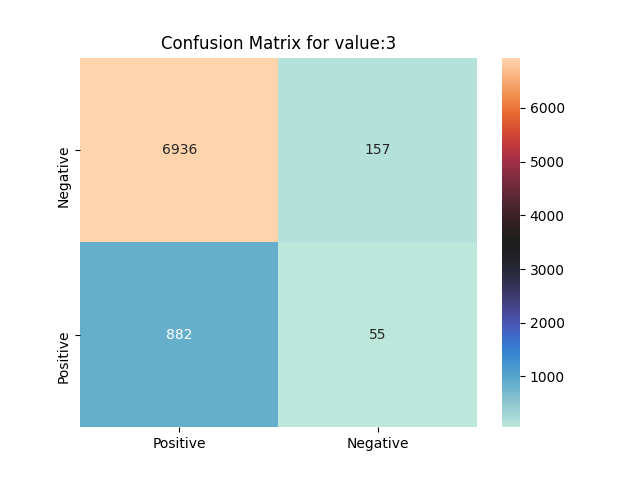 Confusion Matrix for value:3
Negative
6936
157
Positive
882
55
Positive
Negative
6000
5000
4000
3000
2000
1000